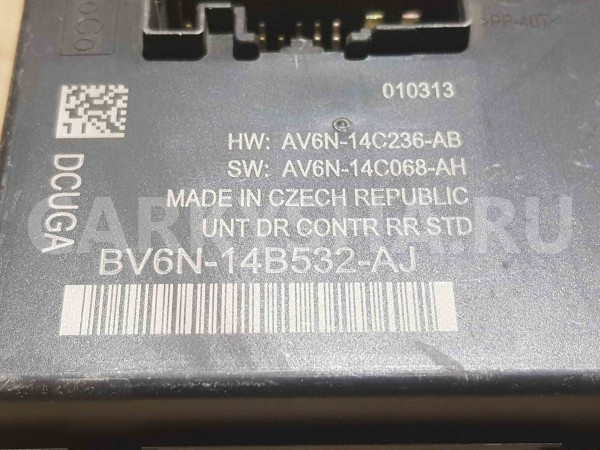 >PP-
010313
HW: AV6N-14C236-AB
SW: AV6N-14C068-AH
MADE IN CZECH REPUBLIC
UNT DR CONTR RR STD
BV6N-14B532-AJ
DCUGA